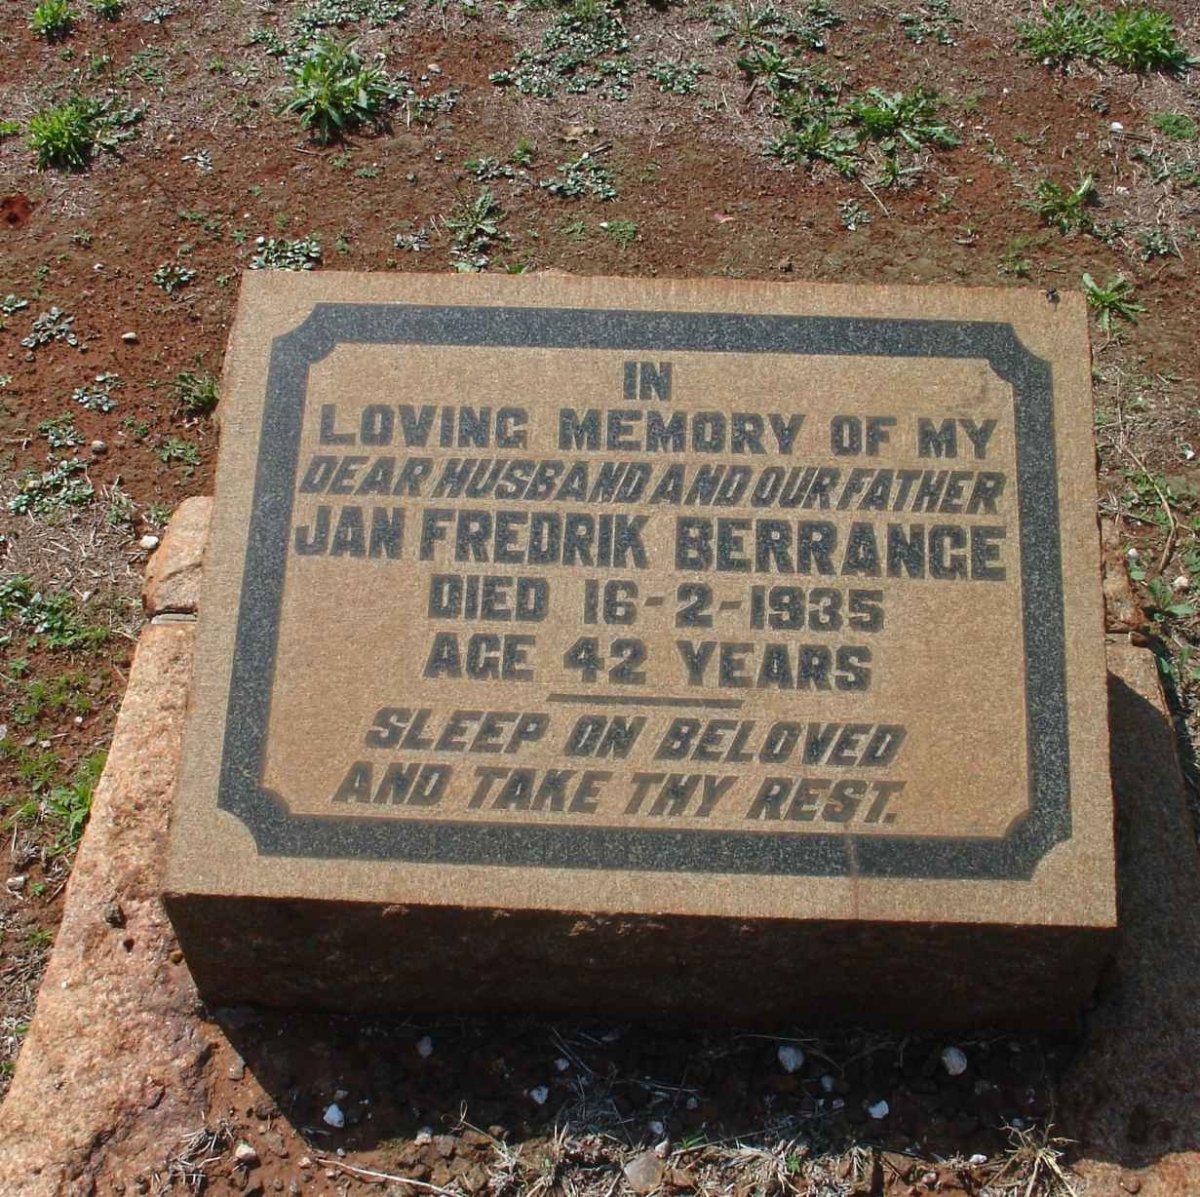 IN
LOVING MEMORY OF MY
DEAR HUSBAND AND OUR FATHER
JAN FREDRIK BERRANGE
DIED 16-2-1935
AGE 42 YEARS
SLEEP ON BELOVED
AND TAKE THY REST.